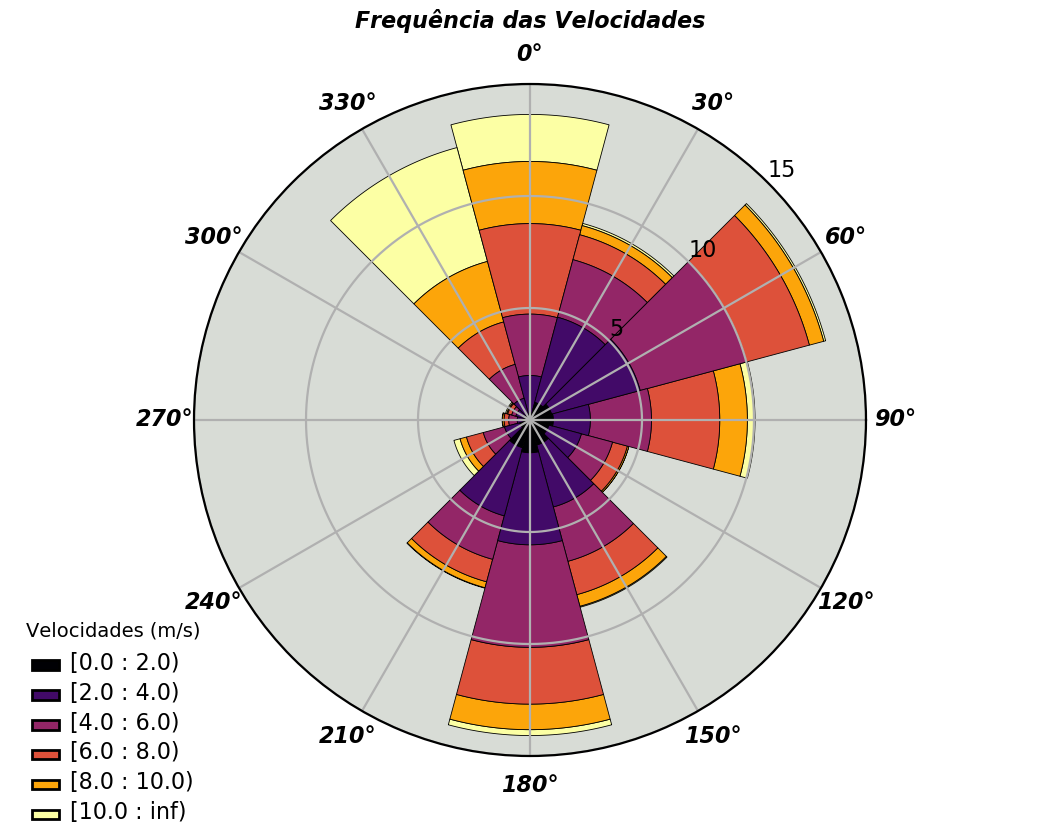 Frequência das Velocidades
0°
330°
30°
15
300°
60°
10
5
270°
90°
240°
120°
210°
150°
180°
Velocidades (m/s)
[0.0 : 2.0)
[2.0 : 4.0)
[4.0 : 6.0)
[6.0 : 8.0)
[8.0 : 10.0)
[10.0 : inf)